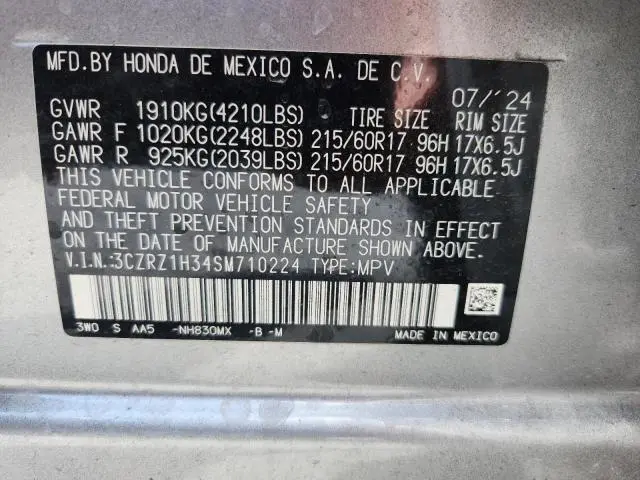 MFD.BY HONDA DE MEXICO S.A. DE C.V.
07/'24
GVWR 1910KG(4210LBS) TIRE SIZE RIM SIZE
GAWR F 1020KG(2248LBS) 215/60R17 96H 17X6.5J
GAWR R 925KG(2039LBS) 215/60R17 96H 17X6.5J
THIS VEHICLE CONFORMS TO ALL APPLICABLE
FEDERAL MOTOR VEHICLE SAFETY
AND THEFT PREVENTION STANDARDS IN EFFECT
ON THE DATE OF MANUFACTURE SHOWN ABOVE.
V.I.N.:3CZRZ1H34SM710224 TYPE:MPV
3W0 S AA5 -NH830MX -B -M MADE IN MEXICO